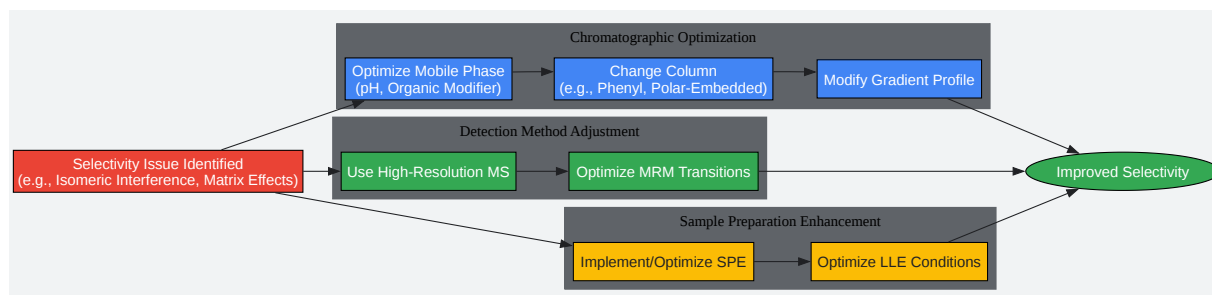 Chromatographic Optimization
Optimize Mobile Phase
(pH, Organic Modifier)
Change Column
(e.g., Phenyl, Polar-Embedded)
Modify Gradient Profile
Detection Method Adjustment
Selectivity Issue Identified
(e.g., Isomeric Interference, Matrix Effects)
Use High-Resolution MS
Optimize MRM Transitions
Improved Selectivity
Sample Preparation Enhancement
Implement/Optimize SPE
Optimize LLE Conditions